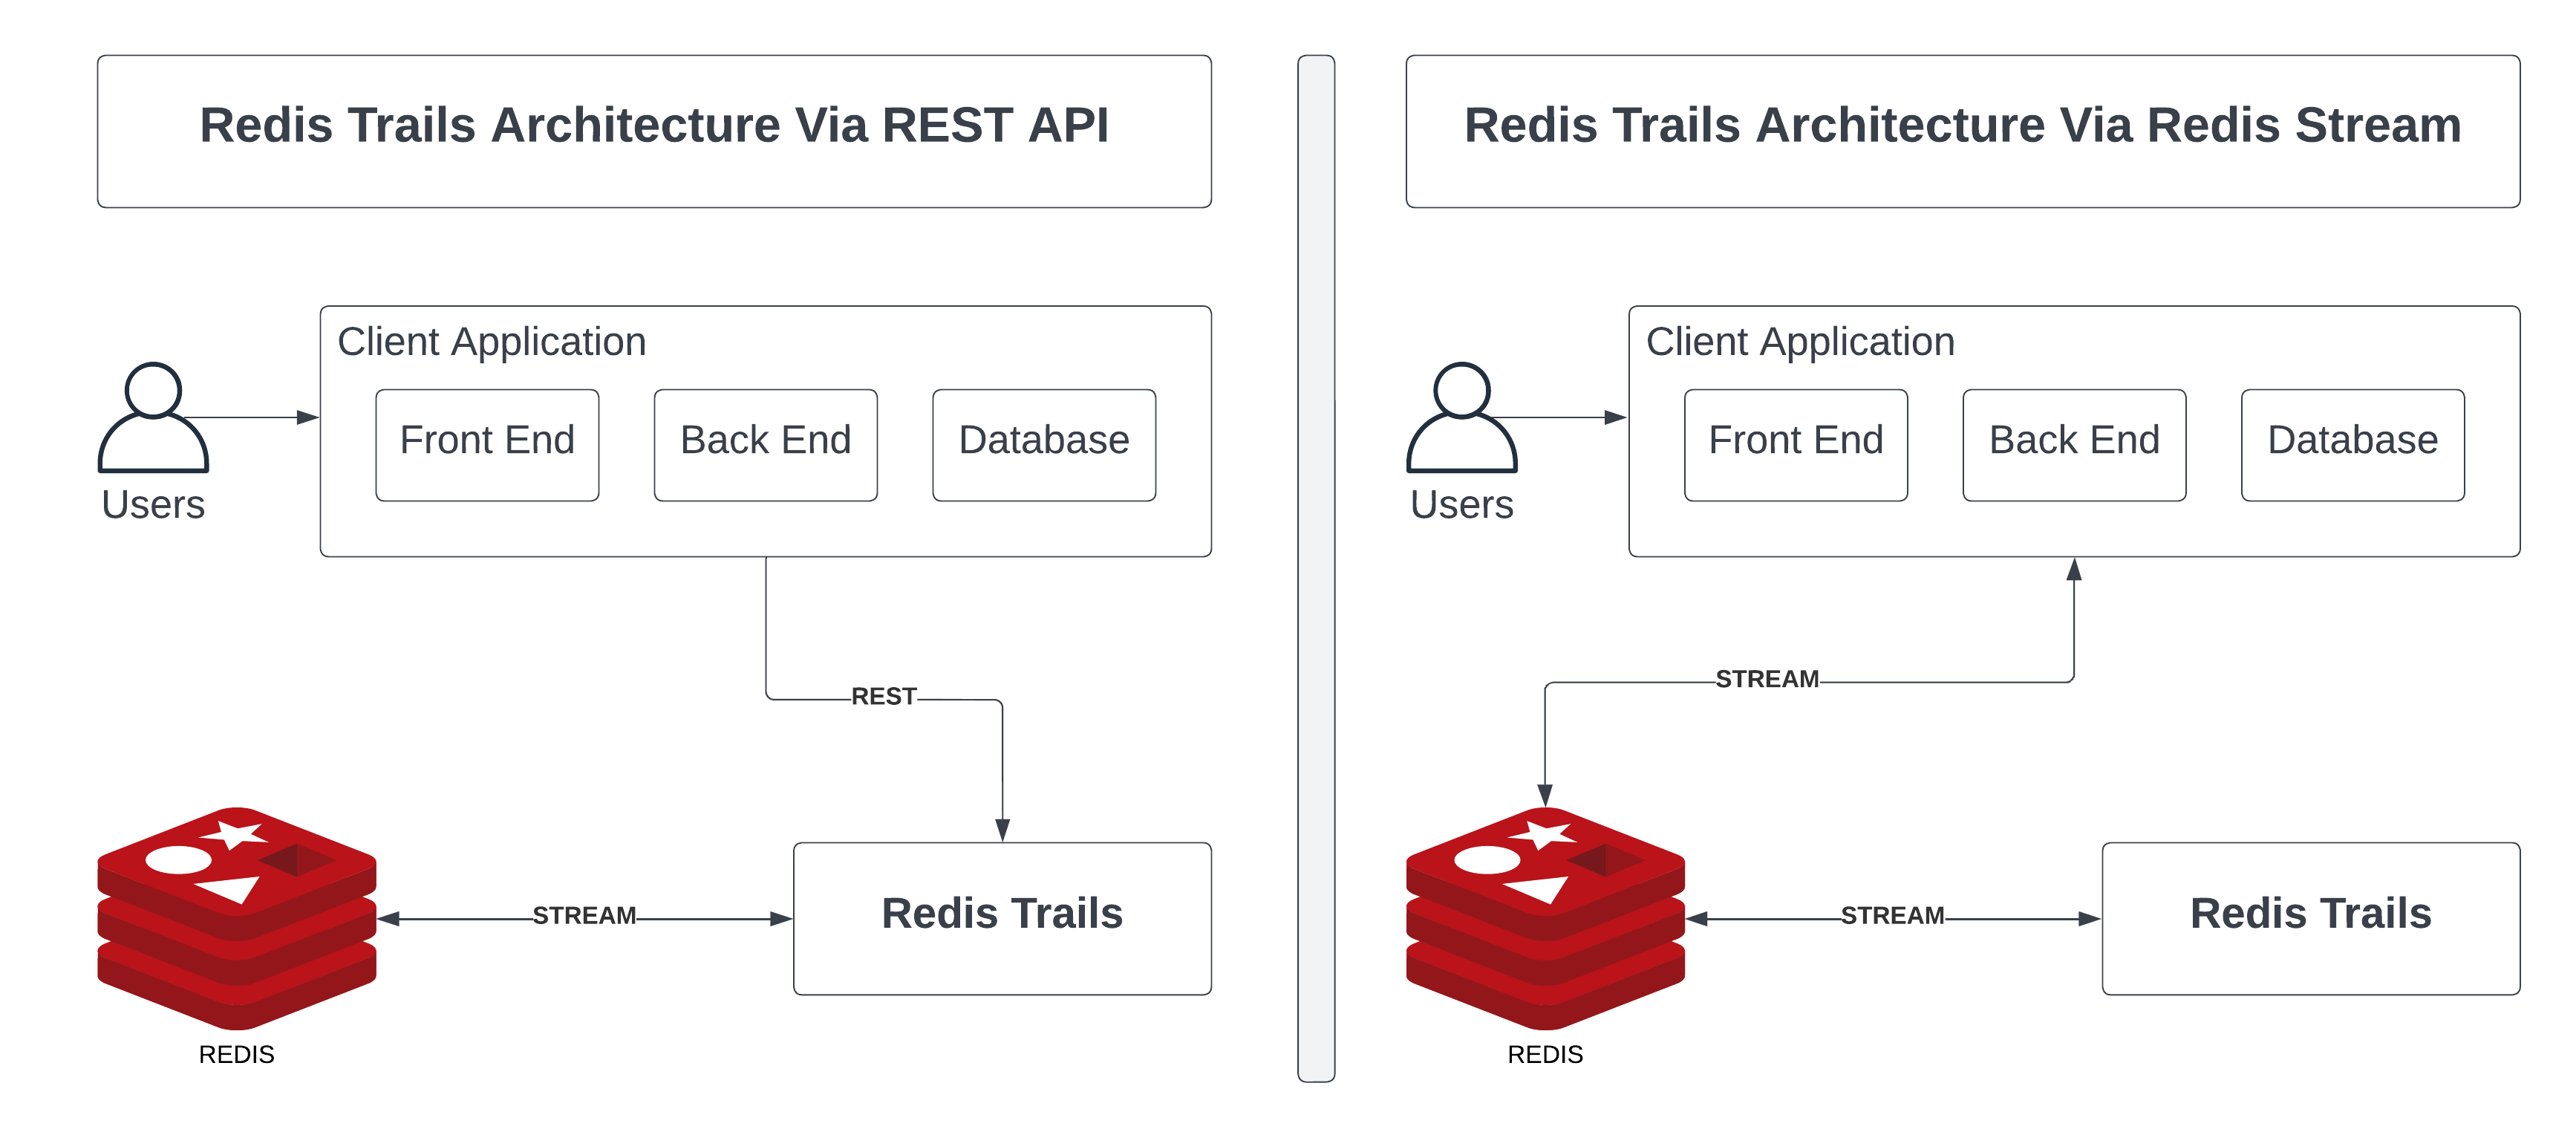 Redis Trails Architecture Via REST API
Client Application
Front End
Back End
Database
Users
REST
STREAM
Redis Trails
REDIS
Redis Trails Architecture Via Redis Stream
Client Application
Front End
Back End
Database
Users
STREAM
STREAM
Redis Trails
REDIS